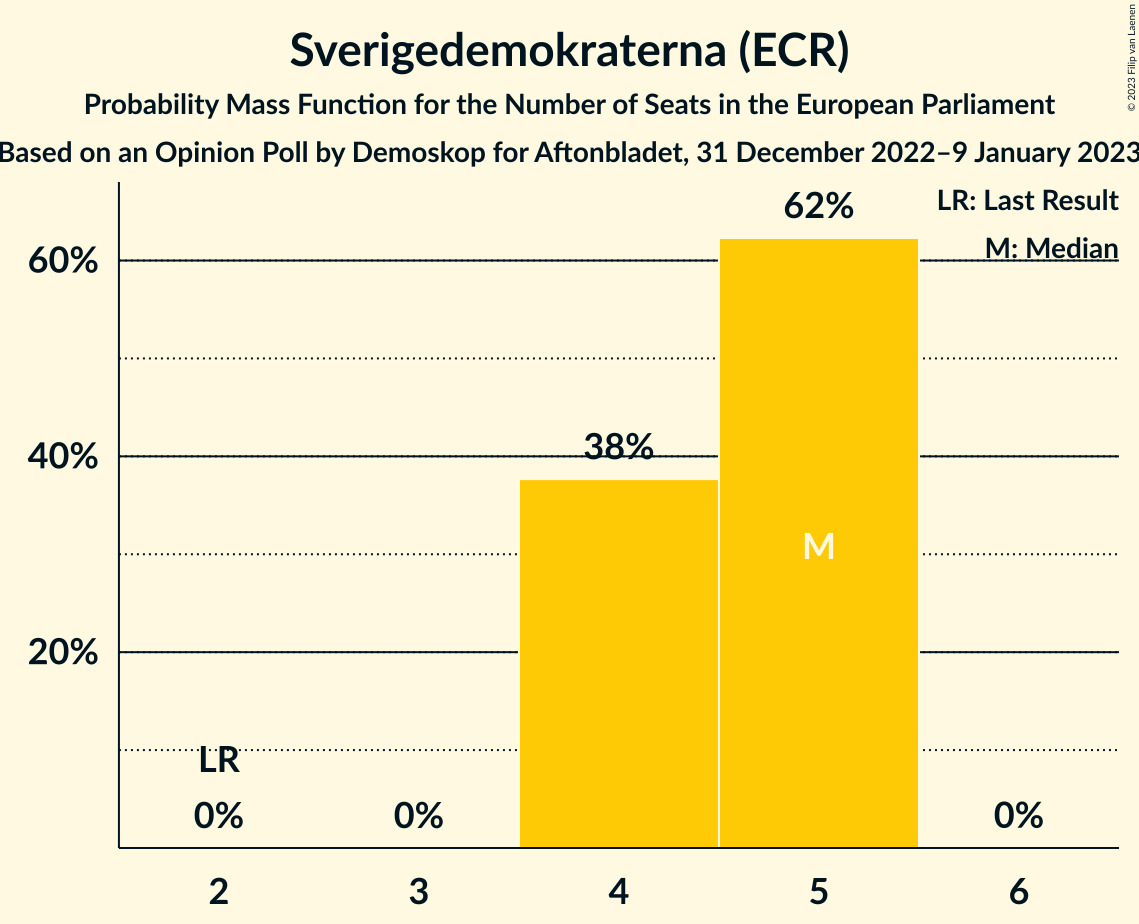 Sverigedemokraterna (ECR)
Probability Mass Function for the Number of Seats in the European Parliament
Based on an Opinion Poll by Demoskop for Aftonbladet, 31 December 2022–9 January 2023
© 2023 Filip van Laenen
LR: Last Result
M: Median
62%
60%
38%
40%
M
20%
LR
0%
0%
0%
2
3
4
5
6